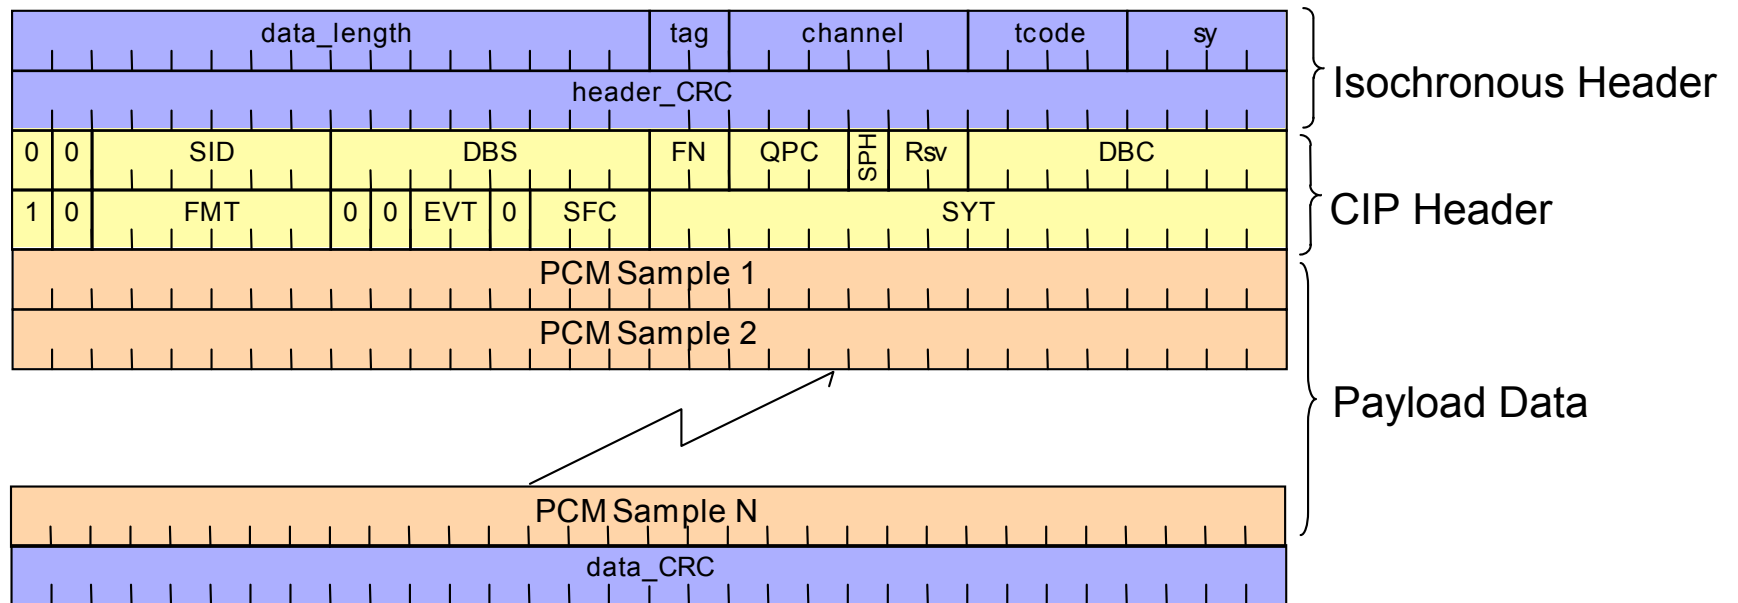 data_length tag channel tcode sy
header_CRC
Isochronous Header
0 0 SID DBS FN QPC SPH Rsv DBC
1 0 FMT 0 0 EVT 0 SFC SYT
CIP Header
PCM Sample 1
PCM Sample 2
Payload Data
PCM Sample N
data_CRC